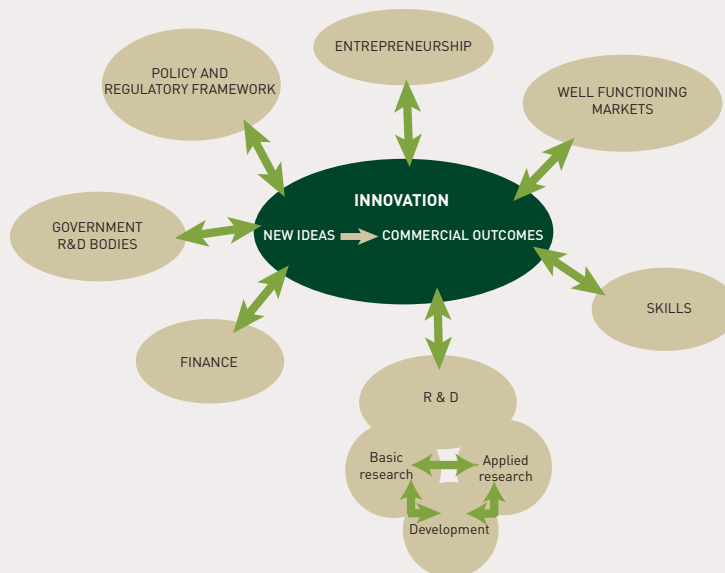 ENTREPRENEURSHIP
POLICY AND
REGULATORY FRAMEWORK
WELL FUNCTIONING
MARKETS
INNOVATION
NEW IDEAS COMMERCIAL OUTCOMES
GOVERNMENT
R&D BODIES
SKILLS
FINANCE
R & D
Basic
research
Applied
research
Development